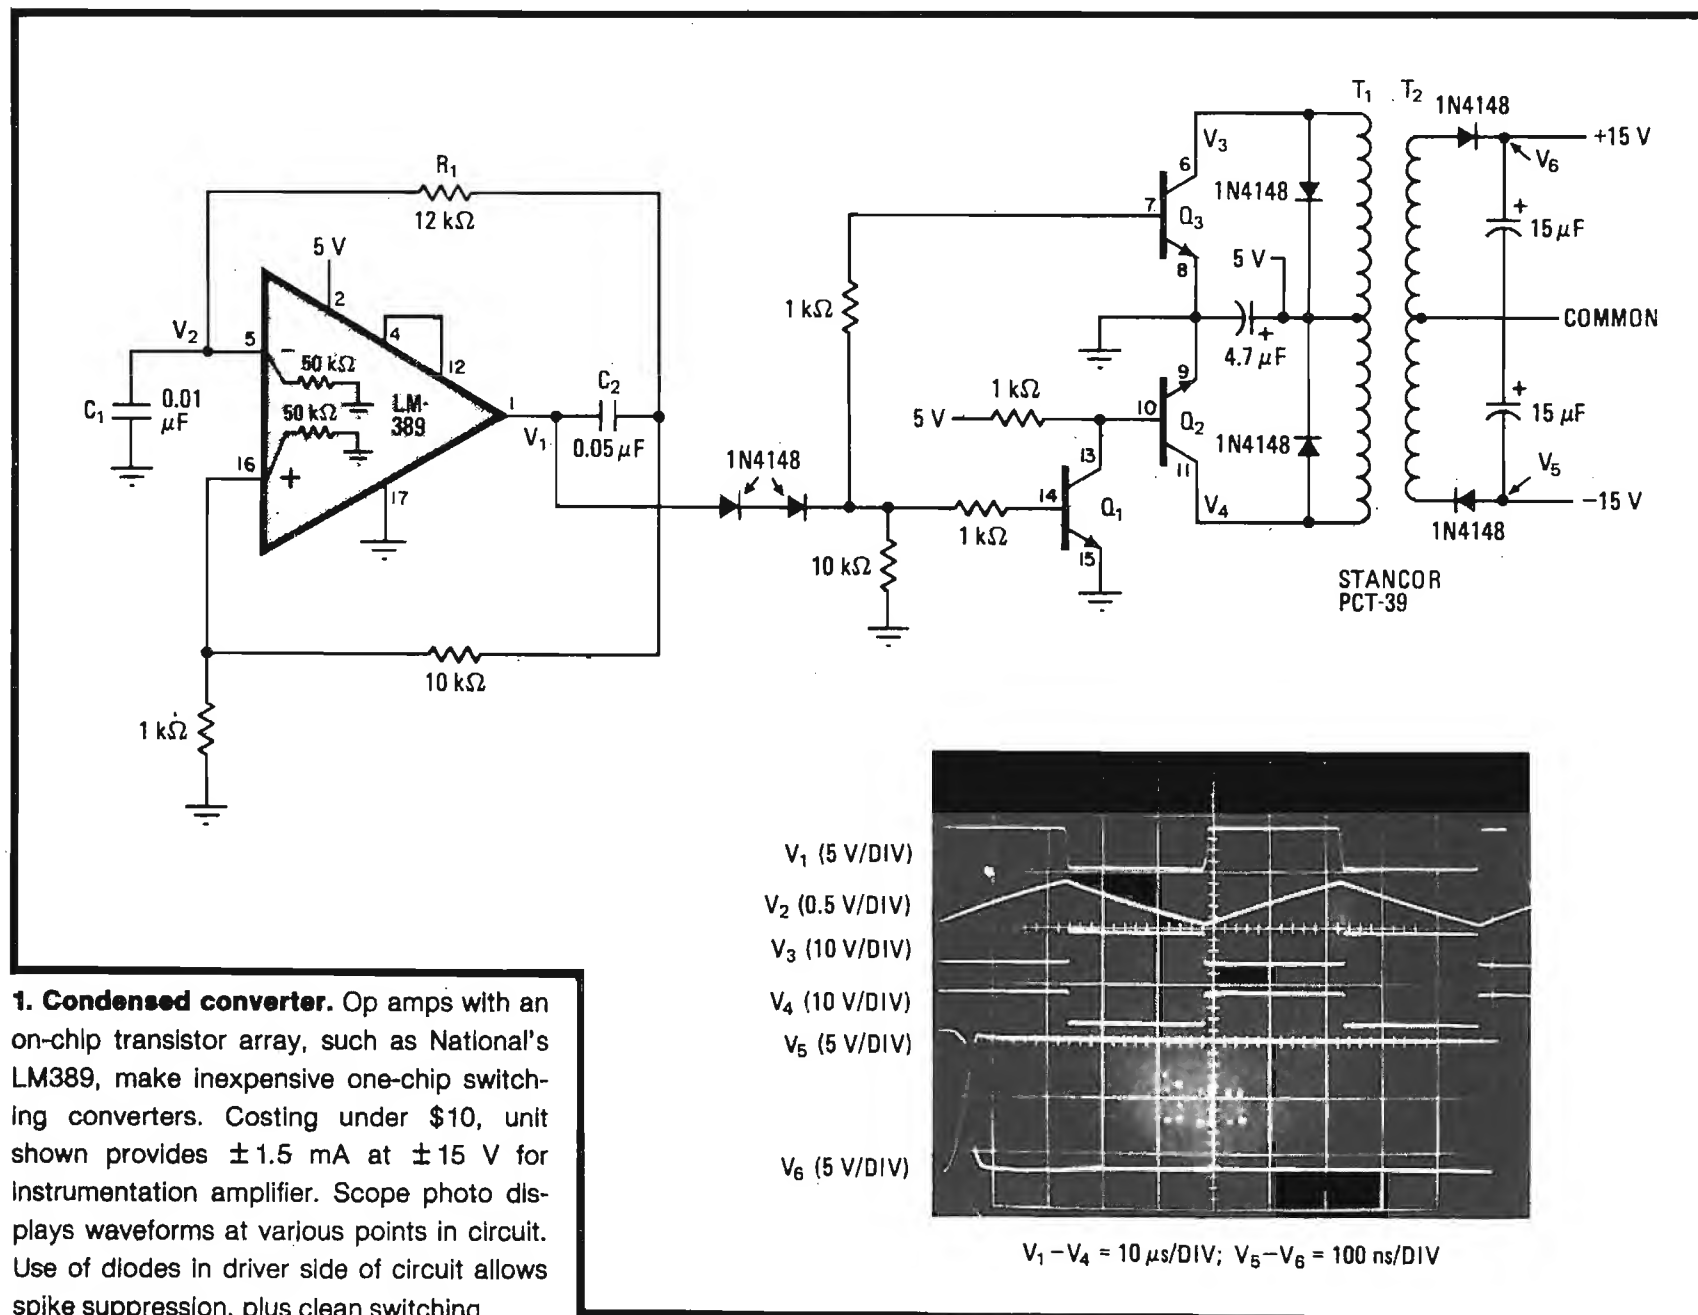 T₁ T₂
1N4148
+15 V
V₃
V₆
R₁
12 kΩ
6
7
Q₃
1N4148
+
15 μF
5 V
2
8
5 V
1 kΩ
COMMON
V₂
5
−
50 kΩ
4
12
+
4.7 μF
C₁
0.01
μF
50 kΩ
LM-
389
1
C₂
V₁
0.05 μF
1 kΩ
5 V
9
10
Q₂
11
1N4148
+
15 μF
16
+
17
1N4148
13
14
Q₁
15
V₄
V₅
−15 V
1N4148
1 kΩ
10 kΩ
STANCOR
PCT-39
10 kΩ
1 kΩ
V₁ (5 V/DIV)
V₂ (0.5 V/DIV)
V₃ (10 V/DIV)
V₄ (10 V/DIV)
V₅ (5 V/DIV)
V₆ (5 V/DIV)
V₁–V₄ = 10 μs/DIV; V₅–V₆ = 100 ns/DIV
1. Condensed converter. Op amps with an
on-chip transistor array, such as National's
LM389, make inexpensive one-chip switch-
ing converters. Costing under $10, unit
shown provides ±1.5 mA at ±15 V for
instrumentation amplifier. Scope photo dis-
plays waveforms at various points in circuit.
Use of diodes in driver side of circuit allows
spike suppression, plus clean switching